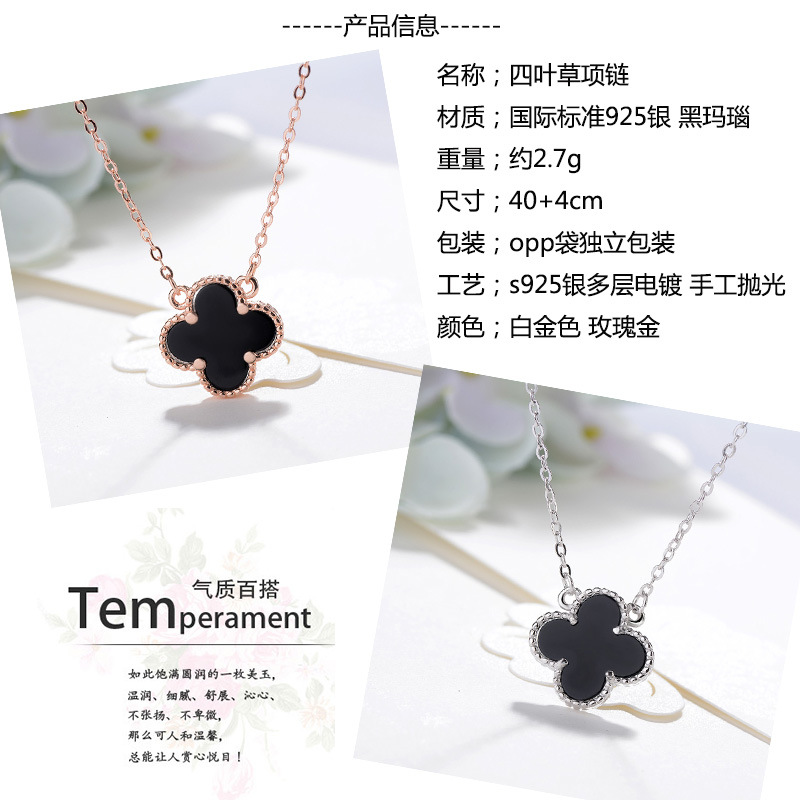 ------产品信息------
名称；四叶草项链
材质；国际标准925银 黑玛瑙
重量；约2.7g
尺寸；40+4cm
包装；opp袋独立包装
工艺；s925银多层电镀 手工抛光
颜色；白金色 玫瑰金
气质百搭
Temperament
如此饱满圆润的一枚美玉，
温润、细腻、舒展、沁心、
不张扬、不卑微，
那么可人和温馨，
总能让人赏心悦目！